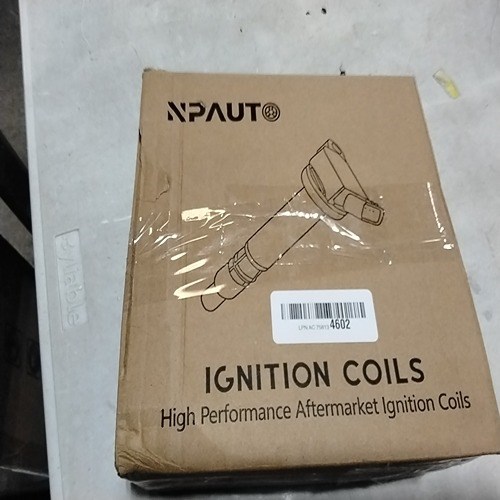 NPAUTO
4602
IGNITION COILS
High Performance Aftermarket Ignition Coils